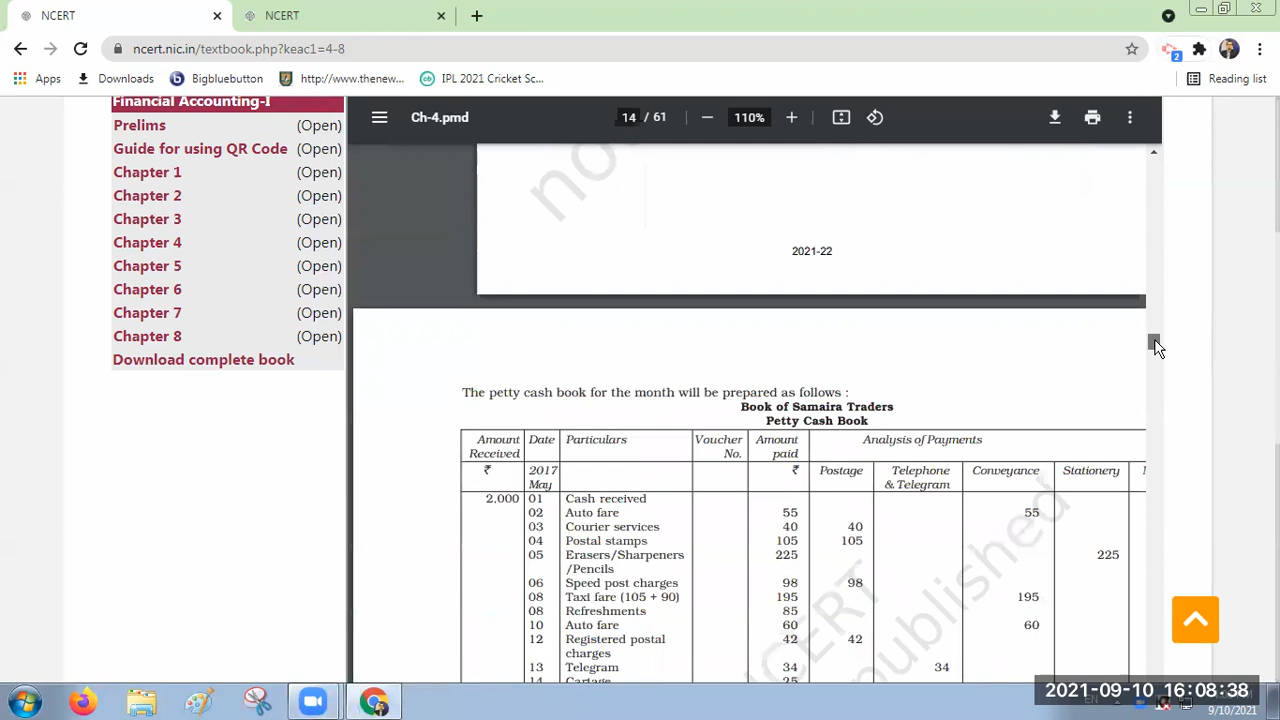 NCERT
NCERT
ncert.nic.in/textbook.php?keac1=4-8
2
Apps
Downloads
Bigbluebutton
http://www.thenew...
IPL 2021 Cricket Sc...
Reading list
Financial Accounting-I
Prelims (Open)
Guide for using QR Code (Open)
Chapter 1 (Open)
Chapter 2 (Open)
Chapter 3 (Open)
Chapter 4 (Open)
Chapter 5 (Open)
Chapter 6 (Open)
Chapter 7 (Open)
Chapter 8 (Open)
Download complete book
Ch-4.pmd
14 / 61
110%
2021-22
The petty cash book for the month will be prepared as follows :
Book of Samaira Traders
Petty Cash Book
Amount Received Date Particulars Voucher No. Amount paid Analysis of Payments
₹ 2017 May ₹ Postage Telephone & Telegram Conveyance Stationery
2,000 01 Cash received
02 Auto fare 55 55
03 Courier services 40 40
04 Postal stamps 105 105
05 Erasers/Sharpeners 225 225
/Pencils
06 Speed post charges 98 98
08 Taxi fare (105 + 90) 195 195
08 Refreshments 85
10 Auto fare 60 60
12 Registered postal 42 42
charges
13 Telegram 34 34
14 Cartage 25
NCERT
published
2021-09-10 16:08:38
EN
9/10/2021